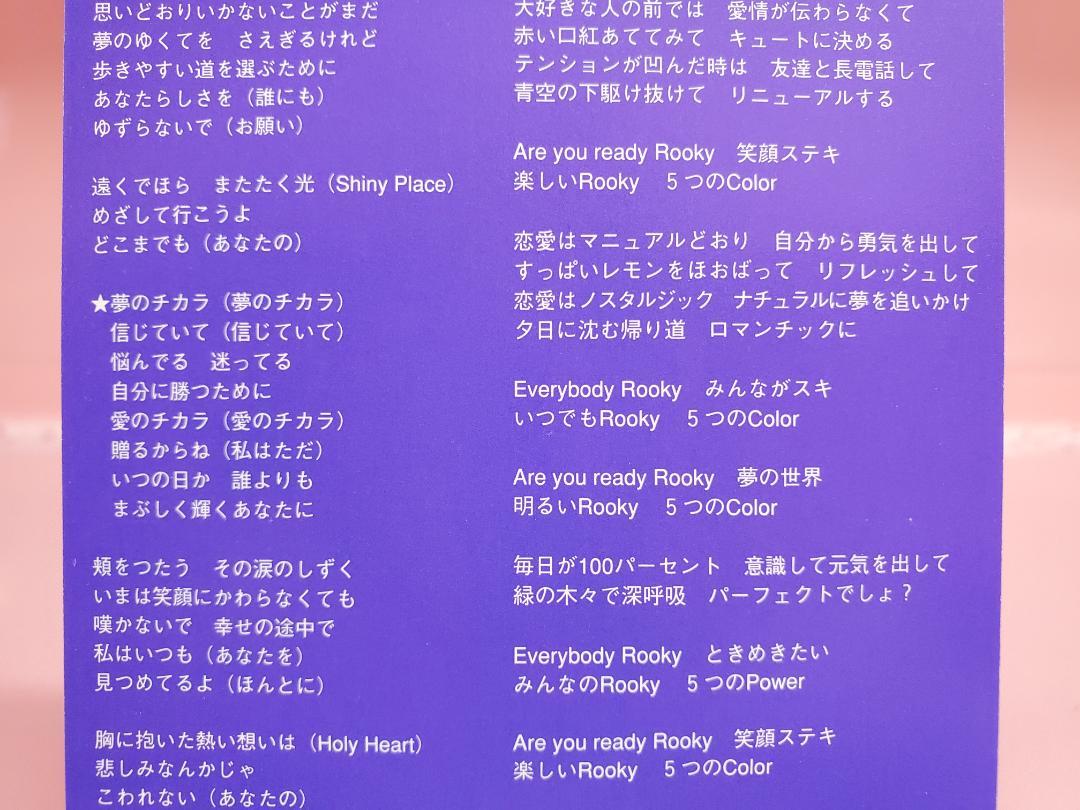 思いどおりいかないことがまだ
夢のゆくてを　さえぎるけれど
歩きやすい道を選ぶために
あなたらしさを（誰にも）
ゆずらないで（お願い）
遠くでほら　またたく光（Shiny Place）
めざして行こうよ
どこまでも（あなたの）
★夢のチカラ（夢のチカラ）
信じていて（信じていて）
悩んでる　迷ってる
自分に勝つために
愛のチカラ（愛のチカラ）
贈るからね（私はただ）
いつの日か　誰よりも
まぶしく輝くあなたに
頬をつたう　その涙のしずく
いまは笑顔にかわらなくても
嘆かないで　幸せの途中で
私はいつも（あなたを）
見つめてるよ（ほんとに）
胸に抱いた熱い想いは（Holy Heart）
悲しみなんかじゃ
こわれない（あなたの）
大好きな人の前では　愛情が伝わらなくて
赤い口紅あててみて　キュートに決める
テンションが凹んだ時は　友達と長電話して
青空の下駆け抜けて　リニューアルする
Are you ready Rooky　笑顔ステキ
楽しいRooky　５つのColor
恋愛はマニュアルどおり　自分から勇気を出して
すっぱいレモンをほおばって　リフレッシュして
恋愛はノスタルジック　ナチュラルに夢を追いかけ
夕日に沈む帰り道　ロマンチックに
Everybody Rooky　みんながスキ
いつでもRooky　５つのColor
Are you ready Rooky　夢の世界
明るいRooky　５つのColor
毎日が100パーセント　意識して元気を出して
緑の木々で深呼吸　パーフェクトでしょ？
Everybody Rooky　ときめきたい
みんなのRooky　５つのPower
Are you ready Rooky　笑顔ステキ
楽しいRooky　５つのColor